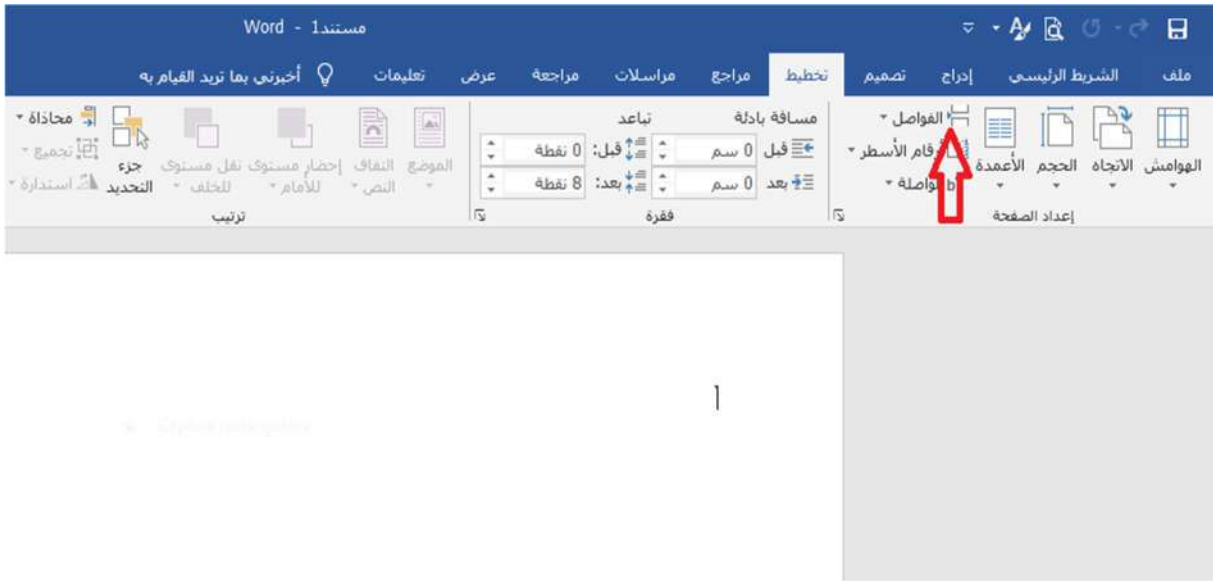 مستند1 - Word
ملف الشريط الرئيسي إدراج تصميم تخطيط مراجع مراسلات مراجعة عرض تعليمات أخبرني بما تريد القيام به
الهوامش الاتجاه الحجم الأعمدة
الفواصل
رقام الأسطر
واصلة
إعداد الصفحة
مسافة بادئة
قبل 0 سم
بعد 0 سم
تباعد
قبل: 0 نقطة
بعد: 8 نقطة
فقرة
الموضع
التفاف النص
إحضار مستوى للأمام
نقل مستوى للخلف
جزء التحديد
محاذاة
تجميع
استدارة
ترتيب